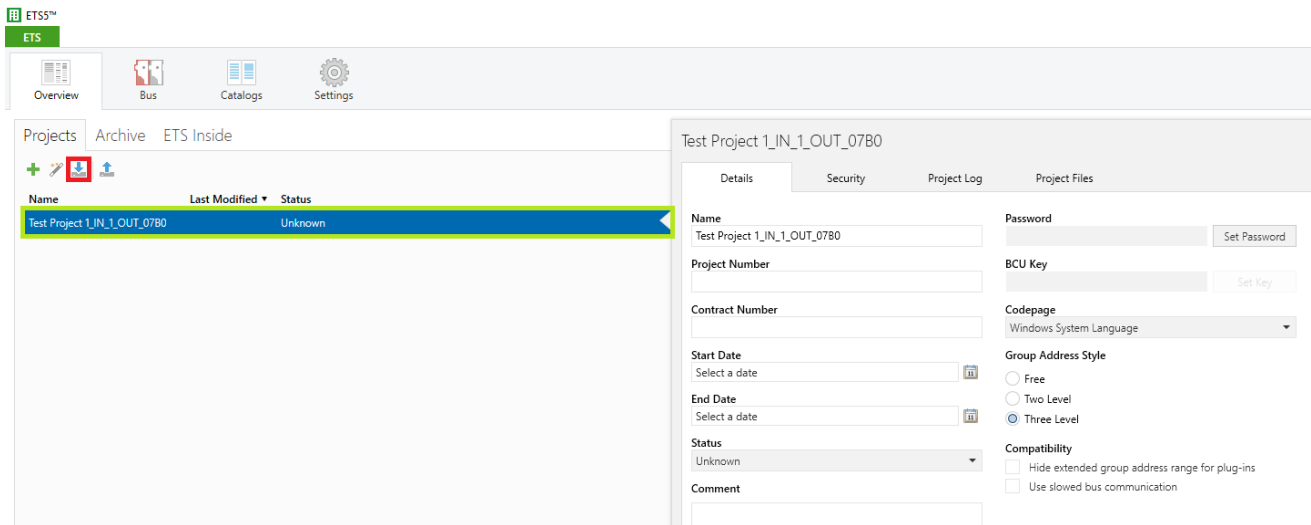 ETS5™
ETS
Overview
Bus
Catalogs
Settings
Projects
Archive
ETS Inside
Name
Last Modified
Status
Test Project 1_IN_1_OUT_07B0
Unknown
Test Project 1_IN_1_OUT_07B0
Details
Security
Project Log
Project Files
Name
Test Project 1_IN_1_OUT_07B0
Project Number
Contract Number
Start Date
Select a date
11
End Date
Select a date
11
Status
Unknown
Comment
Password
Set Password
BCU Key
Set Key
Codepage
Windows System Language
Group Address Style
Free
Two Level
Three Level
Compatibility
Hide extended group address range for plug-ins
Use slowed bus communication